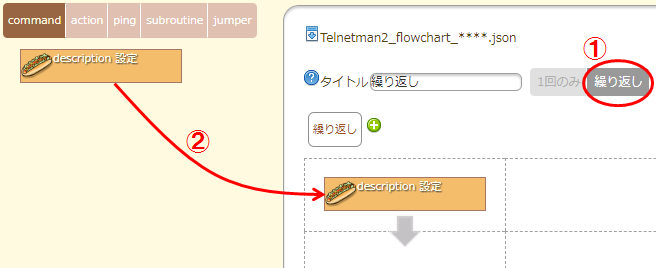 command action ping subroutine jumper
description 設定
Telnetman2_flowchart_****.json
①
タイトル 繰り返し 1回のみ 繰り返し
繰り返し
②
description 設定